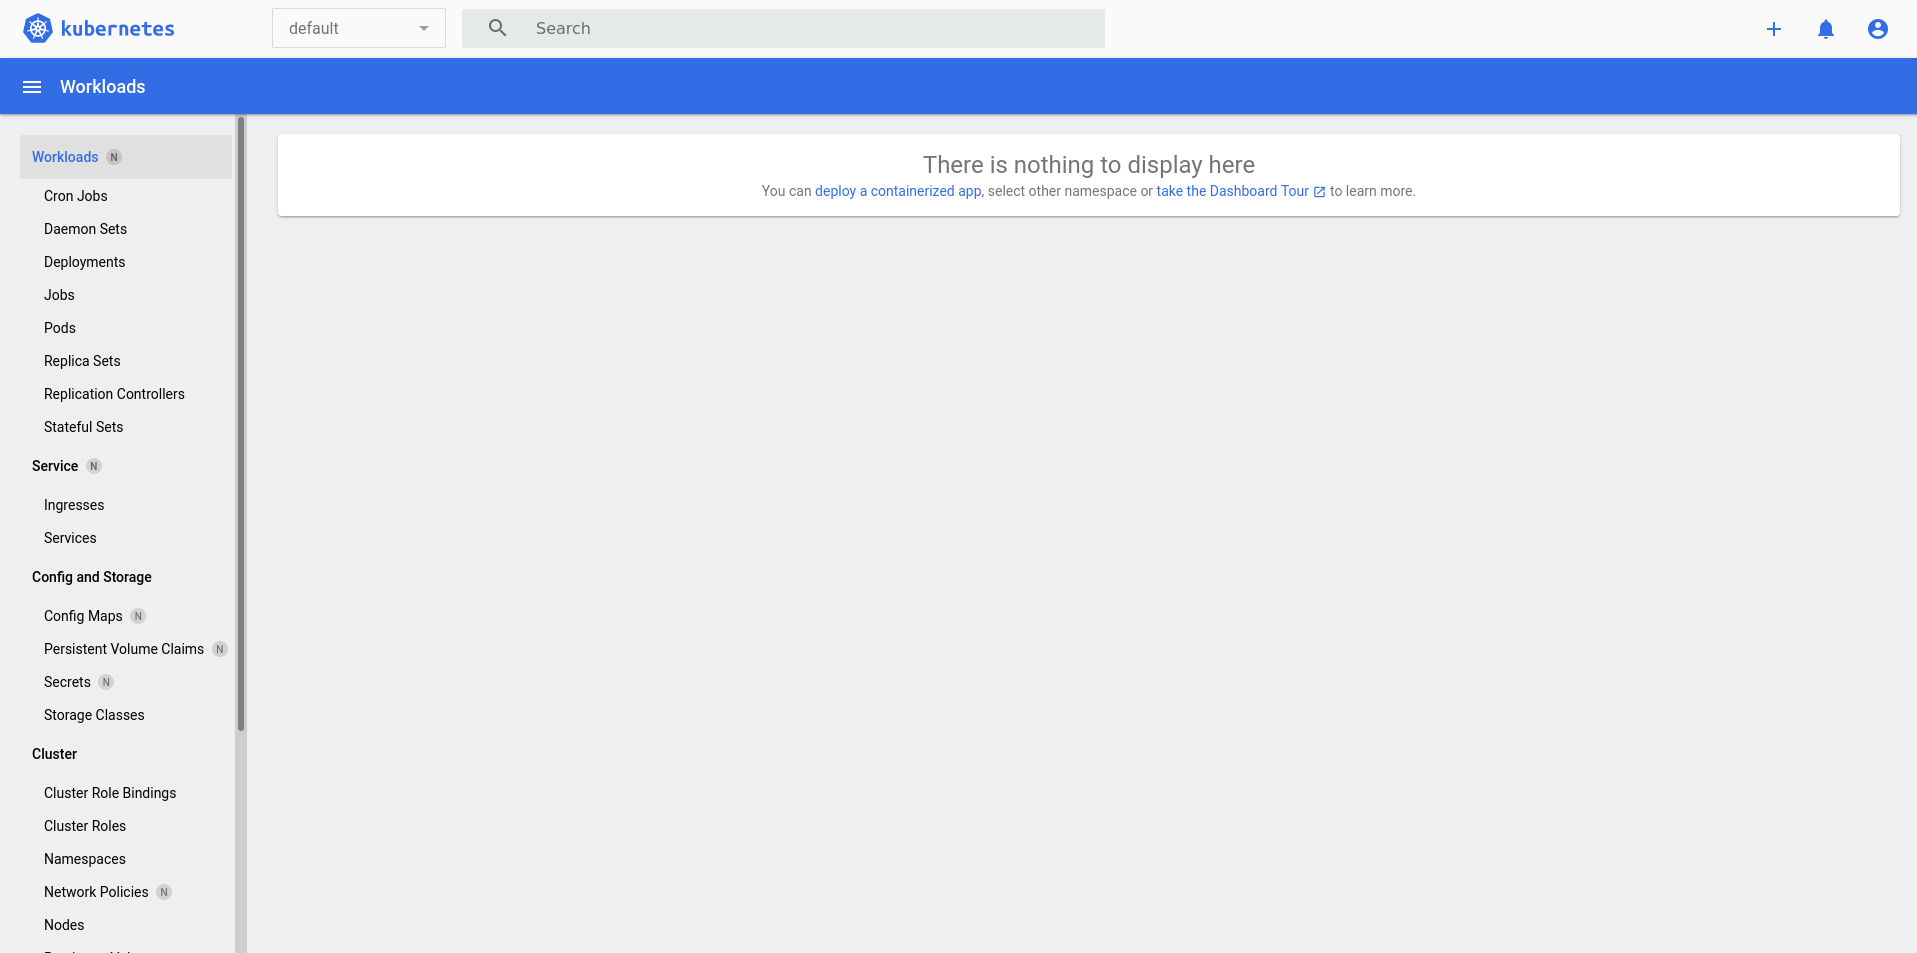 kubernetes
default
Search
Workloads
Workloads N
Cron Jobs
Daemon Sets
Deployments
Jobs
Pods
Replica Sets
Replication Controllers
Stateful Sets
Service N
Ingresses
Services
Config and Storage
Config Maps N
Persistent Volume Claims N
Secrets N
Storage Classes
Cluster
Cluster Role Bindings
Cluster Roles
Namespaces
Network Policies N
Nodes
There is nothing to display here
You can deploy a containerized app, select other namespace or take the Dashboard Tour to learn more.